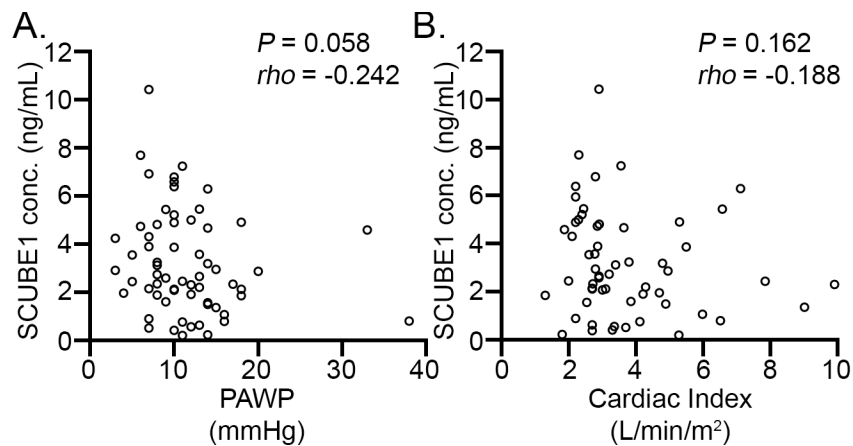 A.
P = 0.058
rho = -0.242
SCUBE1 conc. (ng/mL)
12
10
8
6
4
2
0
0 10 20 30 40
PAWP
(mmHg)
B.
P = 0.162
rho = -0.188
SCUBE1 conc. (ng/mL)
12
10
8
6
4
2
0
0 2 4 6 8 10
Cardiac Index
(L/min/m²)